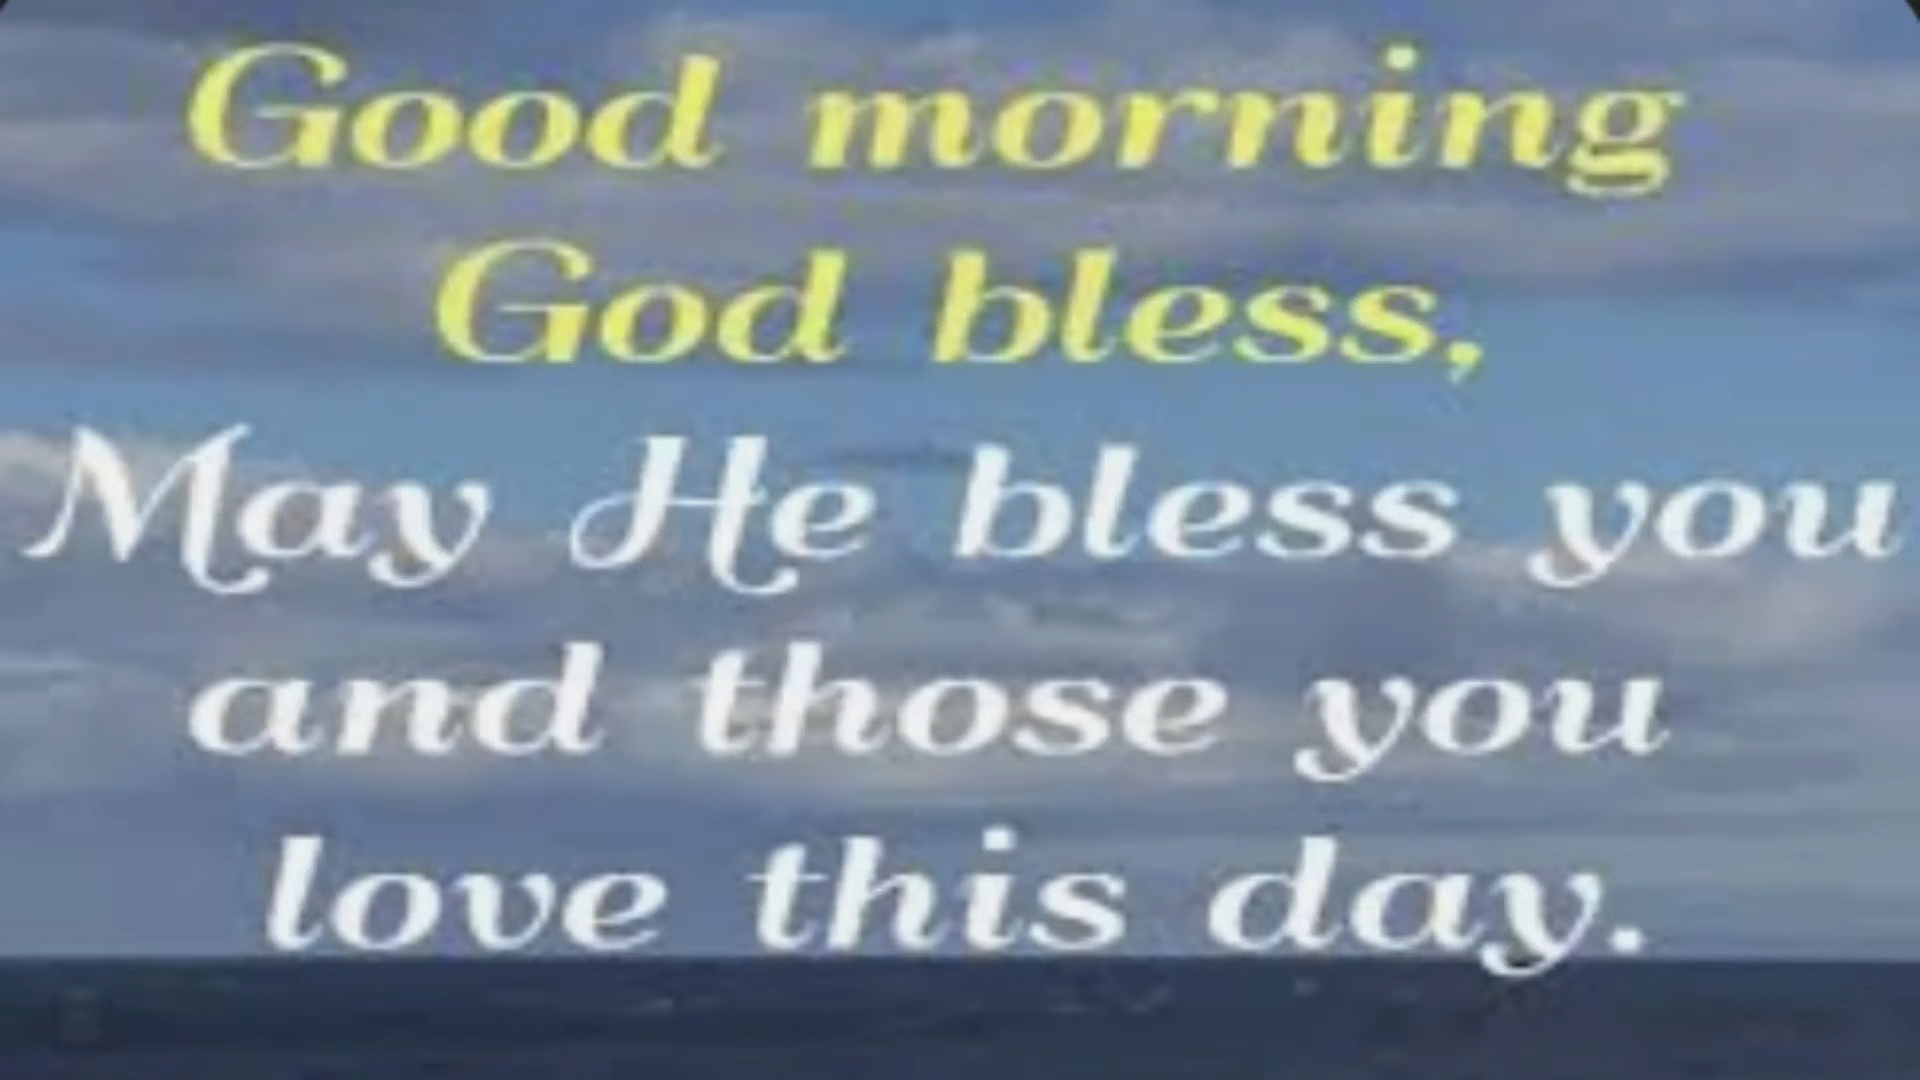 Good morning
God bless,
May He bless you
and those you
love this day.